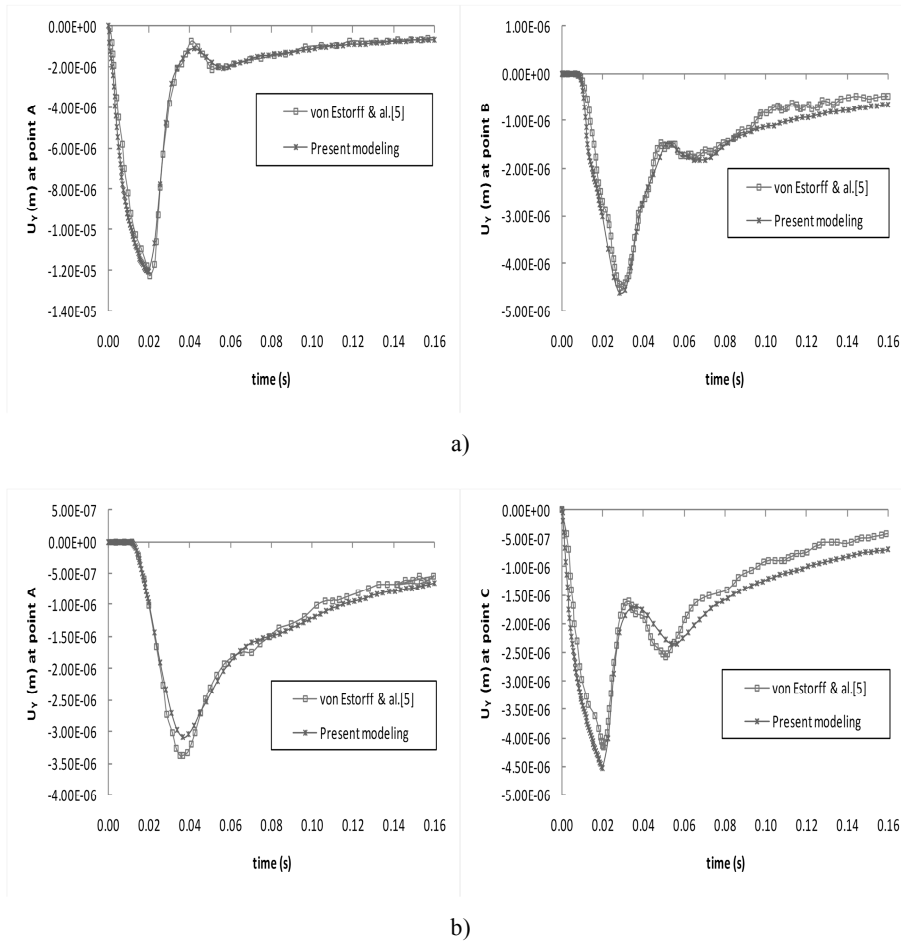 0.00E+00
-2.00E-06
-4.00E-06
-6.00E-06
-8.00E-06
-1.00E-05
-1.20E-05
-1.40E-05
U_Y (m) at point A
von Estorff & al.[5]
Present modeling
0.00 0.02 0.04 0.06 0.08 0.10 0.12 0.14 0.16
time (s)
0.00E+00
-1.00E-06
-2.00E-06
-3.00E-06
-4.00E-06
-5.00E-06
U_Y (m) at point B
von Estorff & al.[5]
Present modeling
0.00 0.02 0.04 0.06 0.08 0.10 0.12 0.14 0.16
time (s)
a)
5.00E-07
0.00E+00
-5.00E-07
-1.00E-06
-1.50E-06
-2.00E-06
-2.50E-06
-3.00E-06
-3.50E-06
-4.00E-06
U_Y (m) at point A
von Estorff & al.[5]
Present modeling
0.00 0.02 0.04 0.06 0.08 0.10 0.12 0.14 0.16
time (s)
0.00E+00
-5.00E-07
-1.00E-06
-1.50E-06
-2.00E-06
-2.50E-06
-3.00E-06
-3.50E-06
-4.00E-06
-4.50E-06
-5.00E-06
U_Y (m) at point C
von Estorff & al.[5]
Present modeling
0.00 0.02 0.04 0.06 0.08 0.10 0.12 0.14 0.16
time (s)
b)